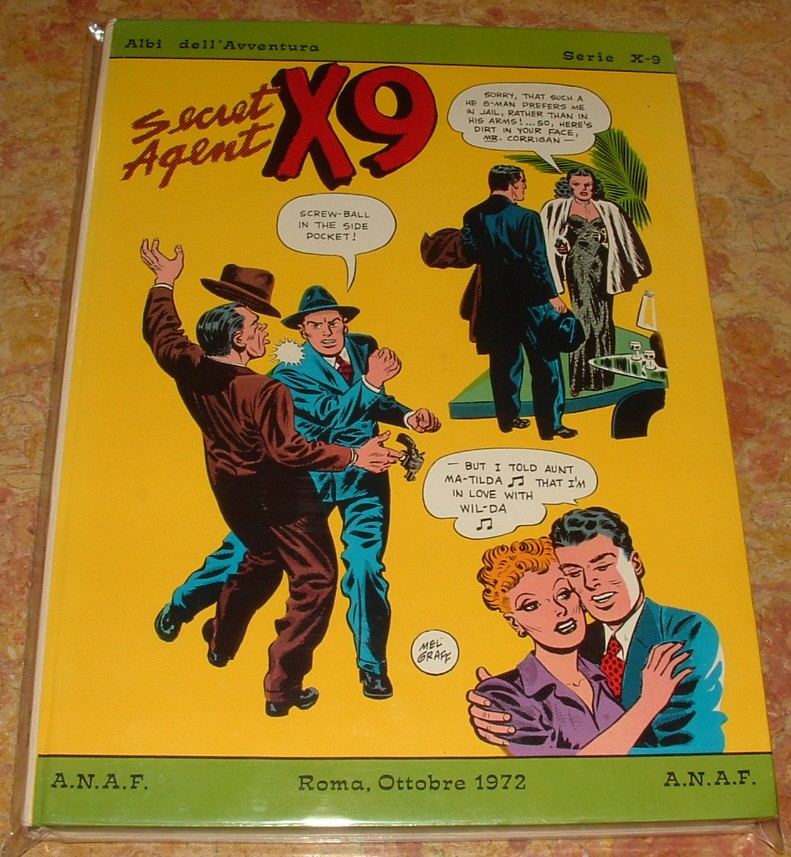 Albi dell'Avventura
Serie X-9
Secret
Agent
X9
SORRY, THAT SUCH A
HE G-MAN PREFERS ME
IN JAIL, RATHER THAN IN
HIS ARMS!...SO, HERE'S
DIRT IN YOUR FACE,
MR. CORRIGAN —
SCREW-BALL
IN THE SIDE
POCKET!
— BUT I TOLD AUNT
MA-TILDA ♫ THAT I'M
IN LOVE WITH
WIL-DA
♫
MEL
GRAFF
A.N.A.F.
Roma, Ottobre 1972
A.N.A.F.